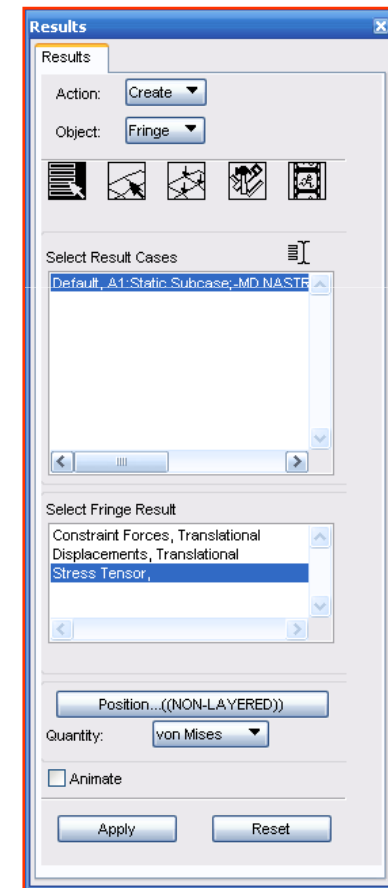 Results
Results
Action: Create
Object: Fringe
Select Result Cases
Default, A1:Static Subcase;-MD NASTR
Select Fringe Result
Constraint Forces, Translational
Displacements, Translational
Stress Tensor,
Position...((NON-LAYERED))
Quantity: von Mises
Animate
Apply Reset